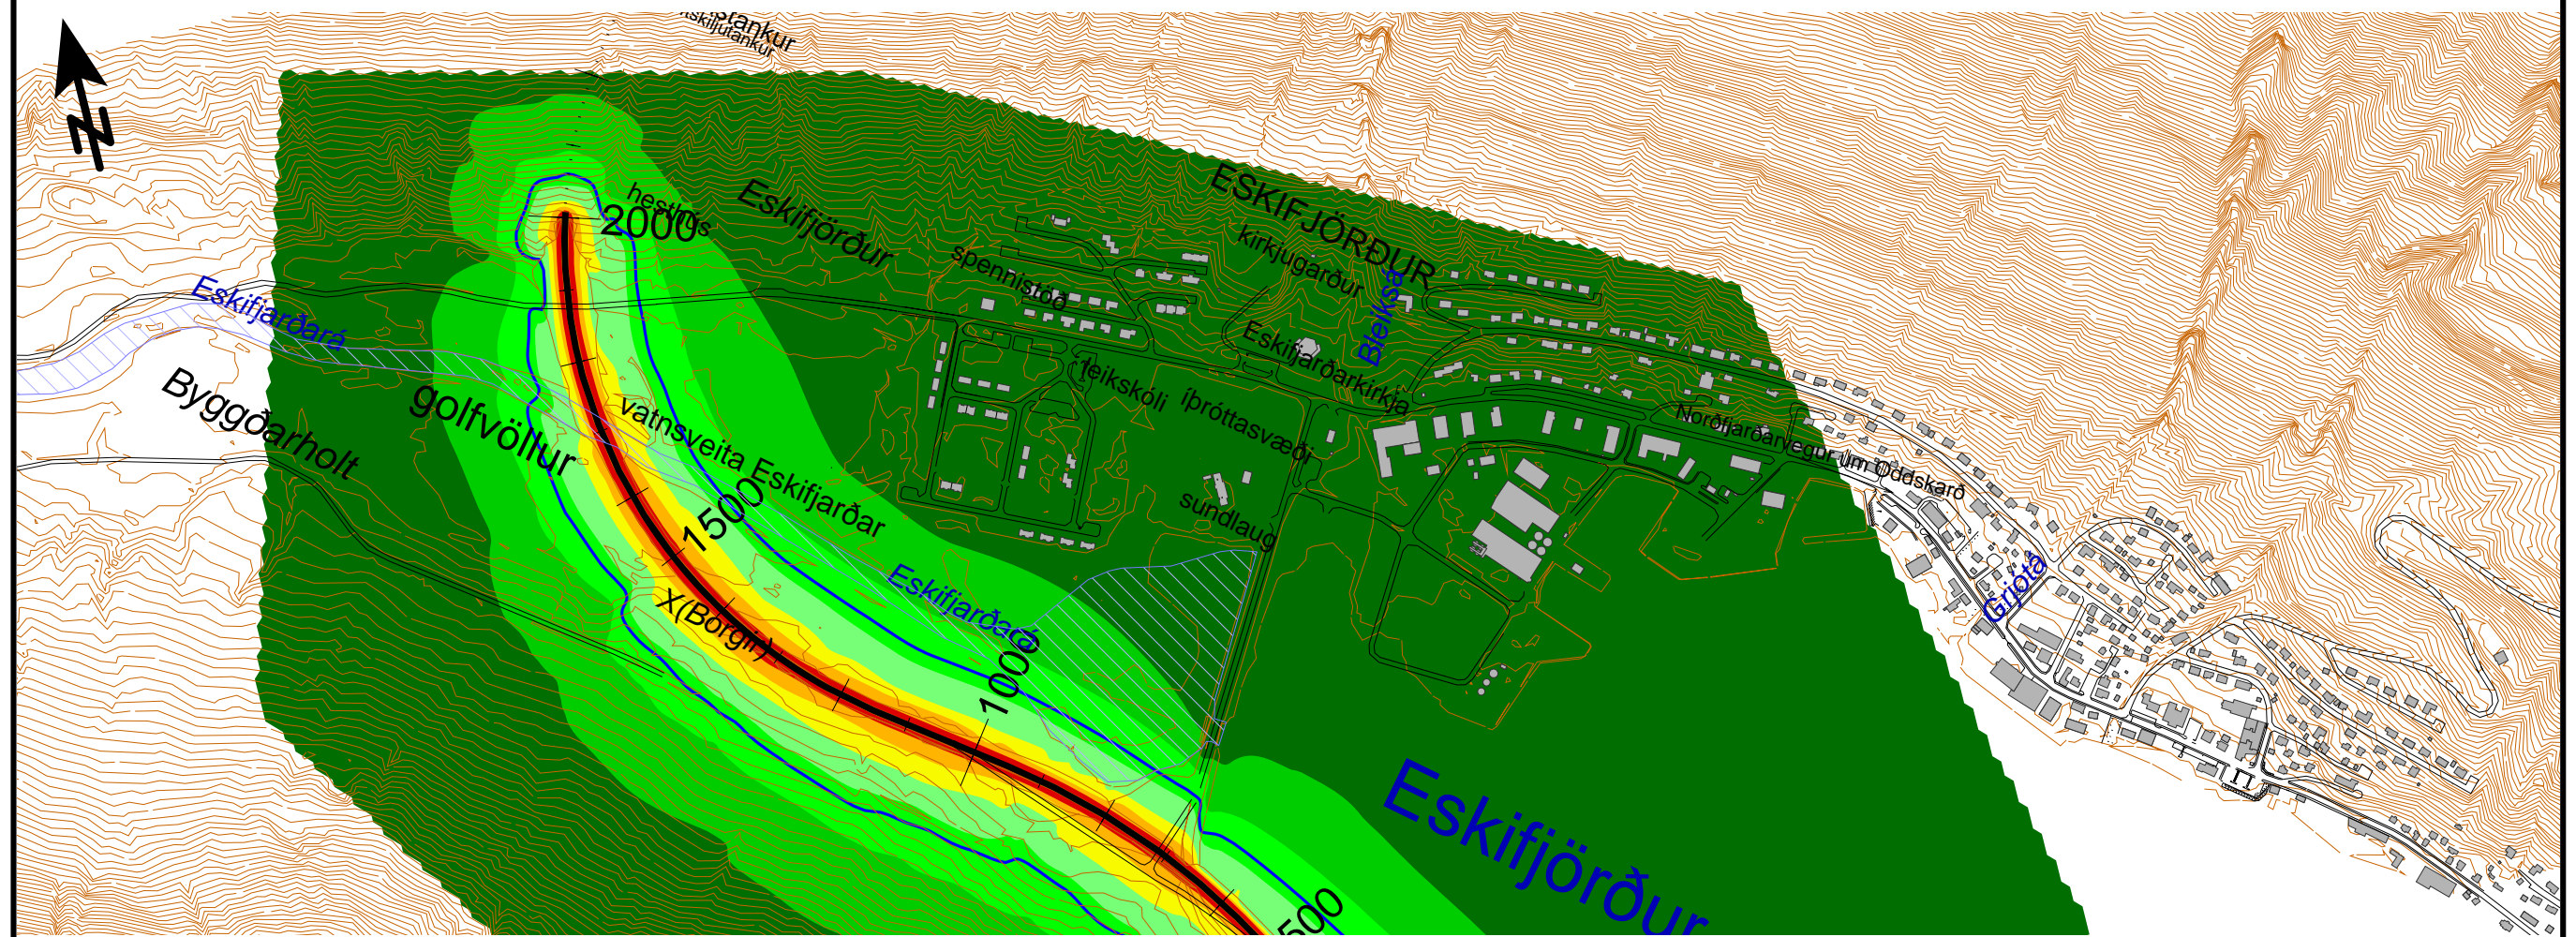 skiljutankur
hesthús
2000
Eskifjörður
ESKIFJÖRÐUR
kirkjugarður
Bleiksá
spennistöð
Eskifjarðará
Eskifjarðarkirkja
leikskóli
íþróttasvæði
Byggðarholt
golfvöllur
vatnsveita Eskifjarðar
1500
Norðfjarðarvegur um Oddskarð
sundlaug
Eskifjarðará
X(Borgir)
1000
Grjótá
Eskifjörður
500
N